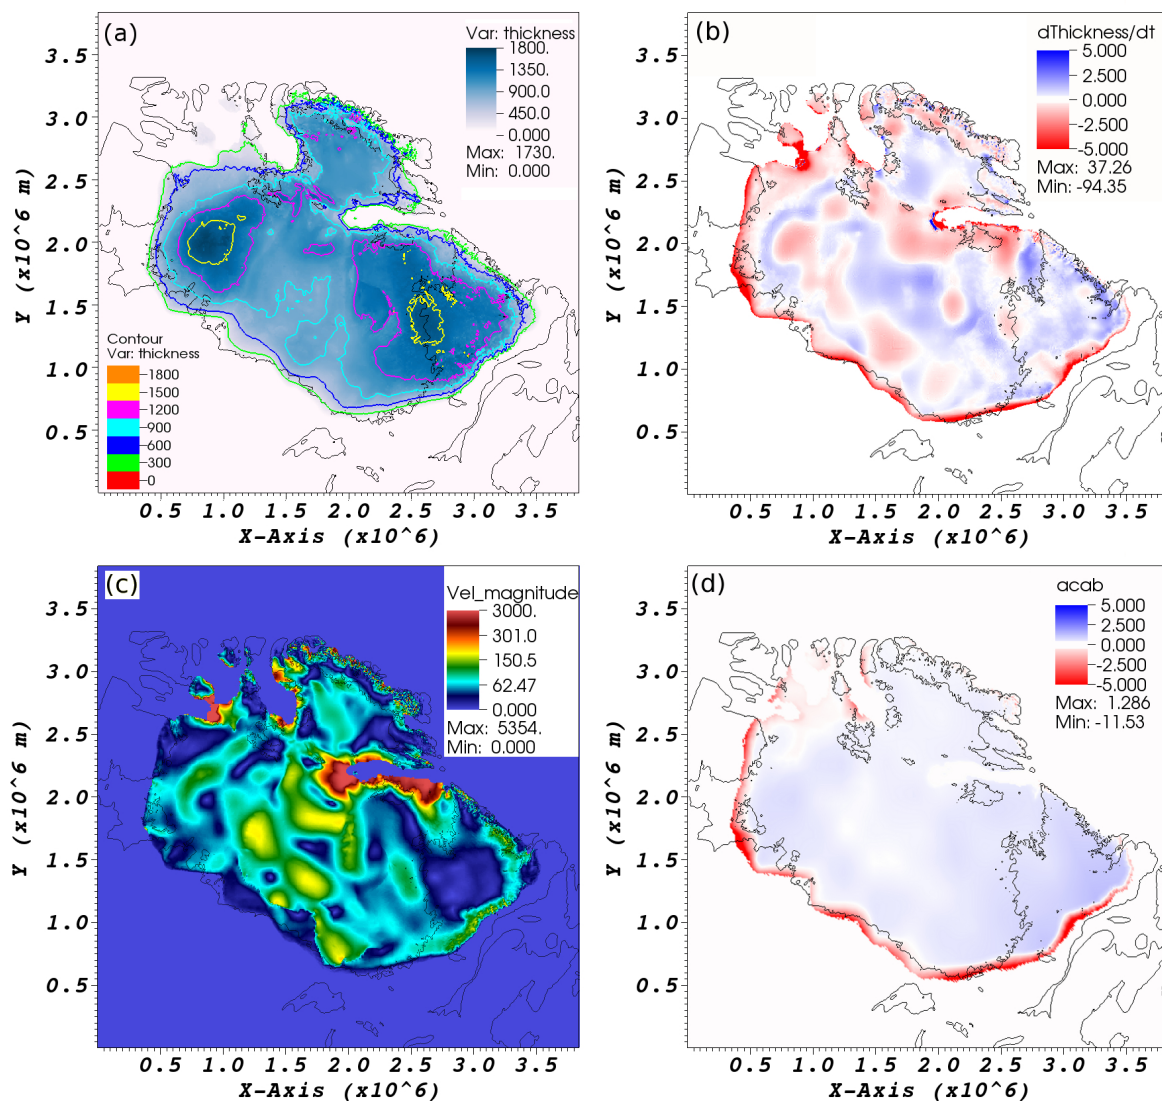 (a)
Var: thickness
1800.
1350.
900.0
450.0
0.000
Max: 1730.
Min: 0.000
Contour
Var: thickness
1800
1500
1200
900
600
300
0
3.5
3.0
2.5
2.0
1.5
1.0
0.5
Y (x10^6 m)
0.5 1.0 1.5 2.0 2.5 3.0 3.5
X-Axis (x10^6)
(b)
dThickness/dt
5.000
2.500
0.000
-2.500
-5.000
Max: 37.26
Min: -94.35
3.5
3.0
2.5
2.0
1.5
1.0
0.5
Y (x10^6 m)
0.5 1.0 1.5 2.0 2.5 3.0 3.5
X-Axis (x10^6)
(c)
Vel_magnitude
3000.
301.0
150.5
62.47
0.000
Max: 5354.
Min: 0.000
3.5
3.0
2.5
2.0
1.5
1.0
0.5
Y (x10^6 m)
0.5 1.0 1.5 2.0 2.5 3.0 3.5
X-Axis (x10^6)
(d)
acab
5.000
2.500
0.000
-2.500
-5.000
Max: 1.286
Min: -11.53
3.5
3.0
2.5
2.0
1.5
1.0
0.5
Y (x10^6 m)
0.5 1.0 1.5 2.0 2.5 3.0 3.5
X-Axis (x10^6)